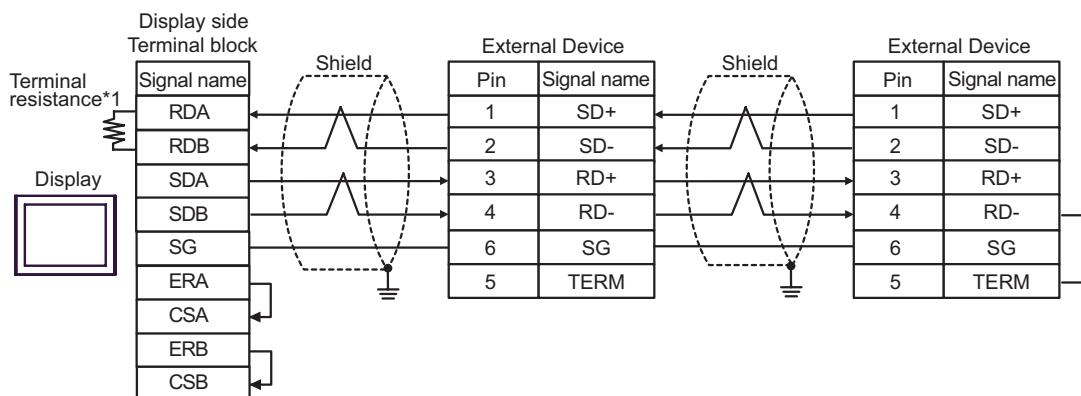 Display side
Terminal block
Terminal
resistance*1
Display
Signal name
RDA
RDB
SDA
SDB
SG
ERA
CSA
ERB
CSB
Shield
External Device
Pin Signal name
1 SD+
2 SD-
3 RD+
4 RD-
6 SG
5 TERM
Shield
External Device
Pin Signal name
1 SD+
2 SD-
3 RD+
4 RD-
6 SG
5 TERM